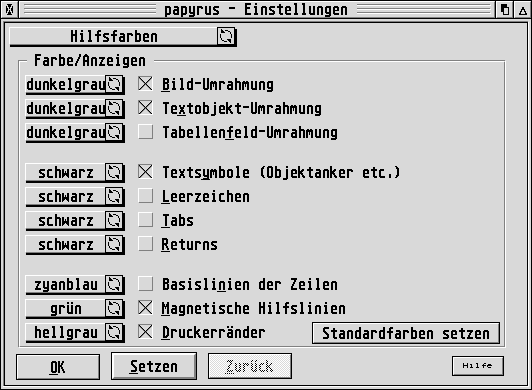 papyrus - Einstellungen
Hilfsfarben
Farbe/Anzeigen
dunkelgrau Bild-Umrahmung
dunkelgrau Textobjekt-Umrahmung
dunkelgrau Tabellenfeld-Umrahmung
schwarz Textsymbole (Objektanker etc.)
schwarz Leerzeichen
schwarz Tabs
schwarz Returns
zyanblau Basislinien der Zeilen
grün Magnetische Hilfslinien
hellgrau Druckerränder Standardfarben setzen
OK Setzen Zurück Hilfe